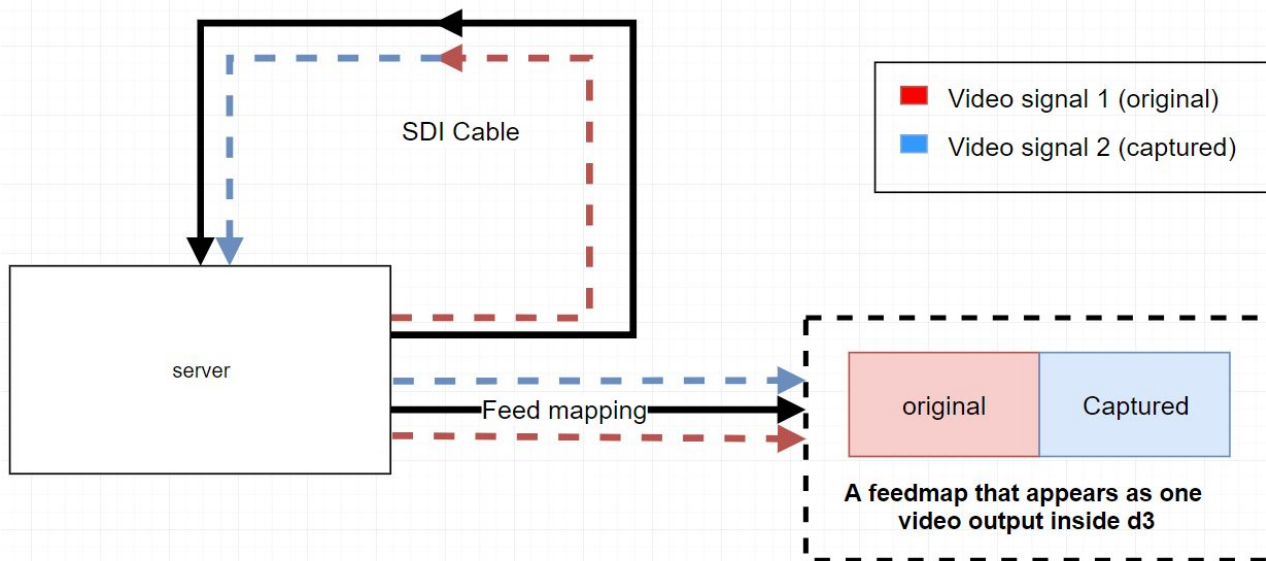 SDI Cable
Video signal 1 (original)
Video signal 2 (captured)
server
Feed mapping
original
Captured
A feedmap that appears as one
video output inside d3